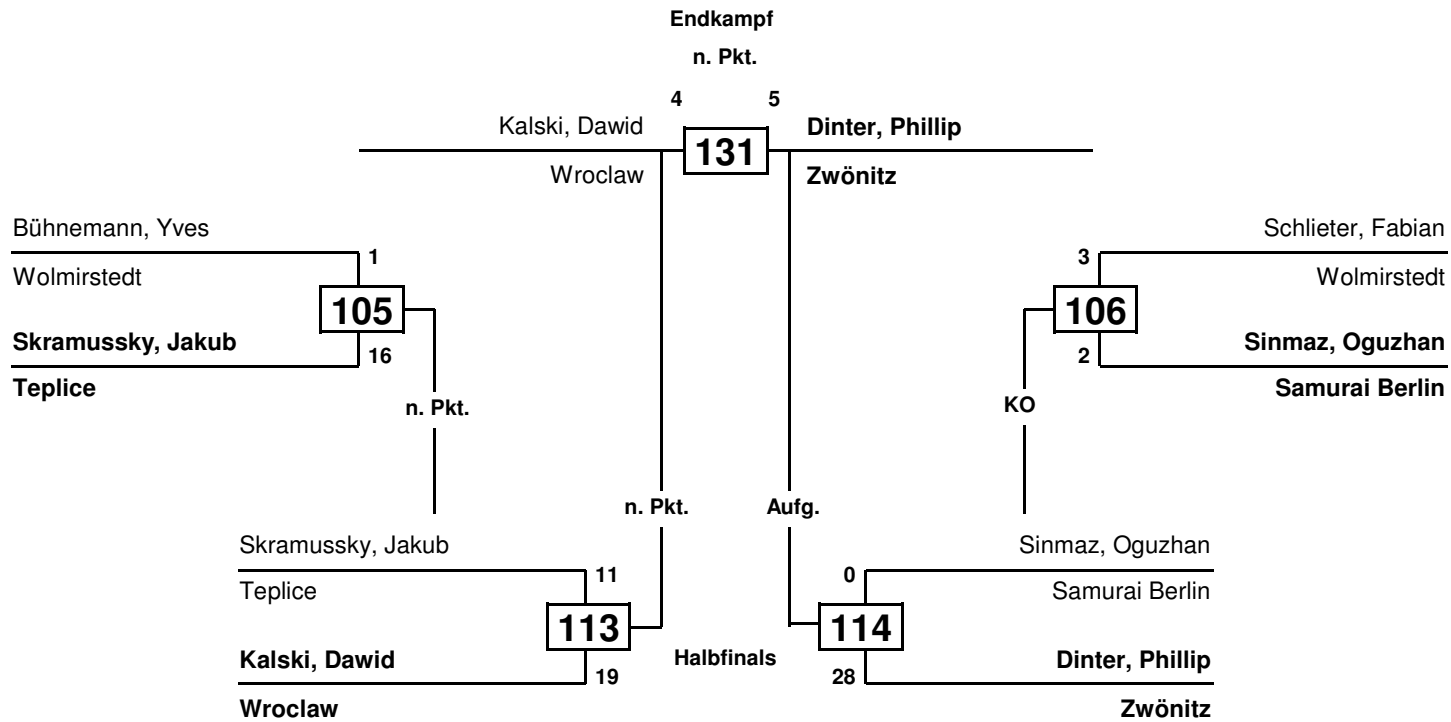 Endkampf
n. Pkt.
4 5
Kalski, Dawid 131 Dinter, Phillip
Wroclaw Zwönitz
Bühnemann, Yves
1
Wolmirstedt
105
Skramussky, Jakub
16
Teplice
n. Pkt.
Schlieter, Fabian
3
Wolmirstedt
106
Sinmaz, Oguzhan
2
Samurai Berlin
KO
n. Pkt. Aufg.
Skramussky, Jakub
11
Teplice
113
Kalski, Dawid
19
Wroclaw
Halbfinals
Sinmaz, Oguzhan
0
Samurai Berlin
114
Dinter, Phillip
28
Zwönitz